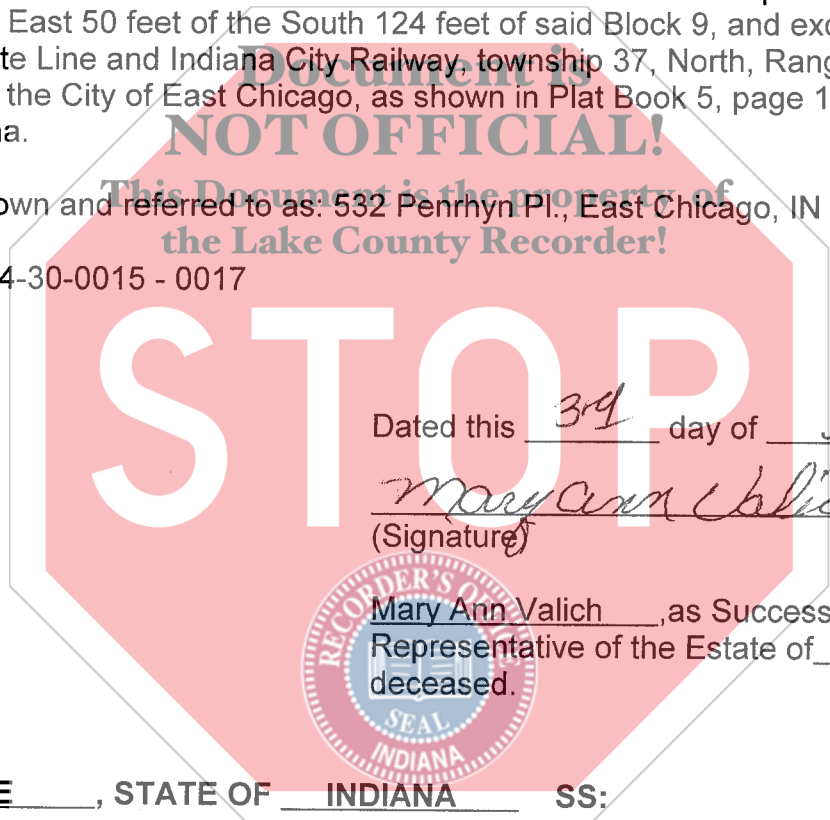 East 50 feet of the South 124 feet of said Block 9, and exc
te Line and Indiana City Railway, township 37, North, Rang
Document is
the City of East Chicago, as shown in Plat Book 5, page 1
NOT OFFICIAL!
a.
This Document is the property of
own and referred to as: 532 Penrhyn Pl., East Chicago, IN
the Lake County Recorder!
4-30-0015 - 0017
STOP
Dated this 3rd day of J
Mary Ann Valic
(Signature)
RECORDER'S OFFICE
Mary Ann Valich ,as Success
Representative of the Estate of
deceased.
SEAL
INDIANA
E , STATE OF INDIANA SS: